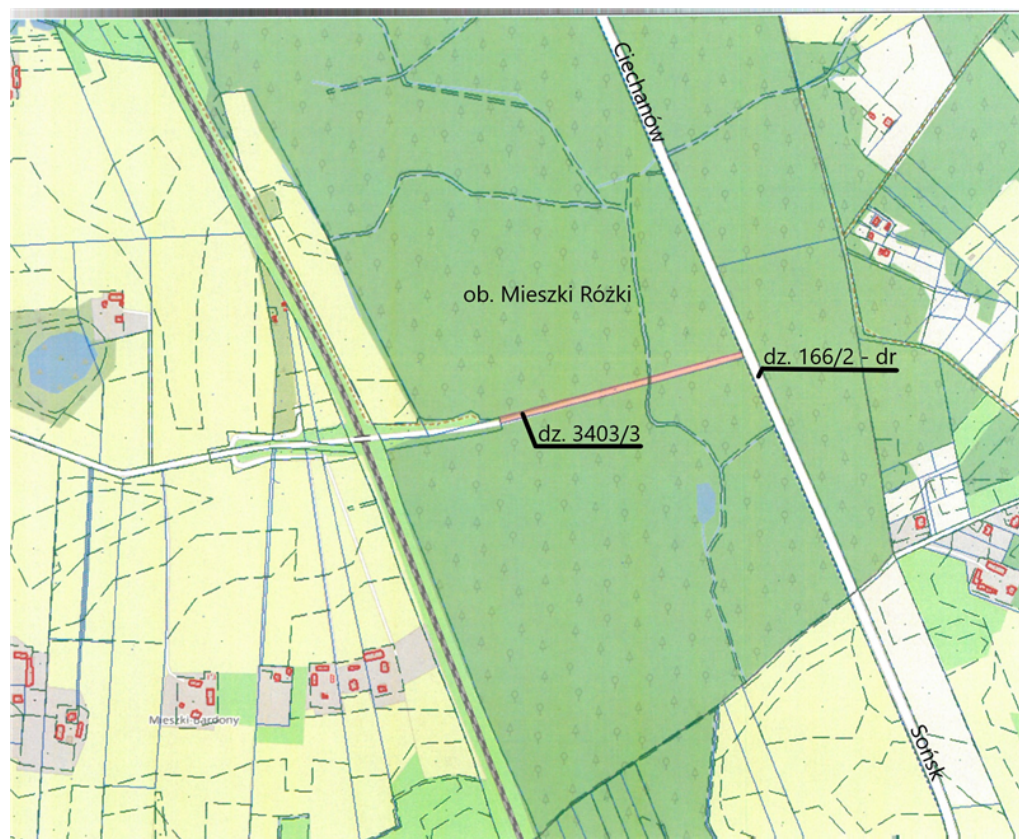 Ciechanów
ob. Mieszki Różki
dz. 166/2 - dr
dz. 3403/3
Mieszki-Bardony
Sońsk